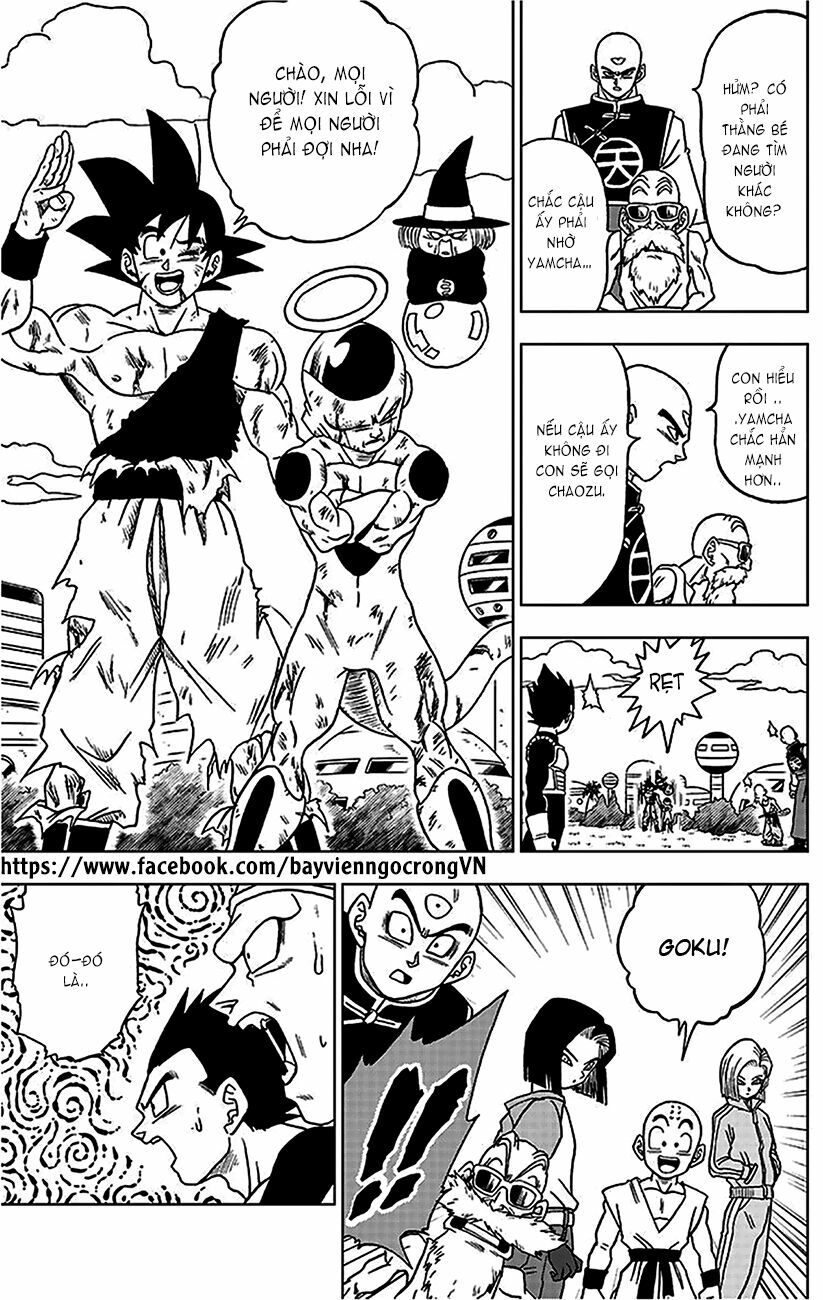 HỬM? CÓ
PHẢI
THẰNG BÉ
ĐANG TÌM
NGƯỜI
KHÁC
KHÔNG?
CHẮC CẬU
ẤY PHẢI
NHỜ
YAMCHA...
天
CON HIỂU
RỒI ..
.YAMCHA
CHẮC HẲN
MẠNH
HƠN..
NẾU CẬU ẤY
KHÔNG ĐI
CON SẼ GỌI
CHAOZU.
RẸT
CHÀO, MỌI
NGƯỜI! XIN LỖI VÌ
ĐỂ MỌI NGƯỜI
PHẢI ĐỢI NHA!
https://www.facebook.com/bayvienngocrongVN
GOKU!
!!
ĐÓ-ĐÓ
LÀ..